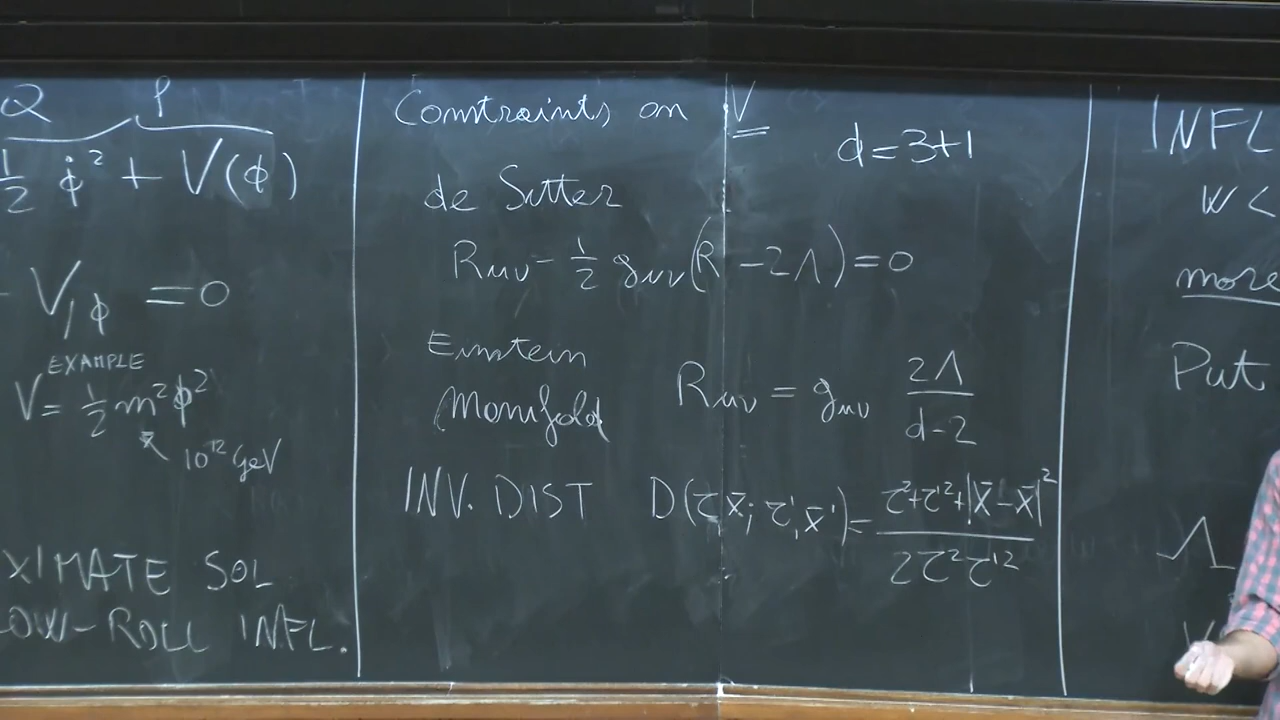 Q P
1/2 φ̇² + V(φ)
- V,φ = 0
EXAMPLE
V = 1/2 m² φ²
10¹² GeV
XIMATE SOL
LOW-ROLL INFL.
Constraints on V
d = 3+1
de Sitter
Rμν - 1/2 gμν (R - 2Λ) = 0
Einstein
Manifold
Rμν = gμν 2Λ/(d-2)
INV. DIST D(τ, x̄; τ', x̄') = (τ² + τ'² + |x̄ - x̄|²)/(2τ²τ'²)
INFL
W <
more
Put
Λ